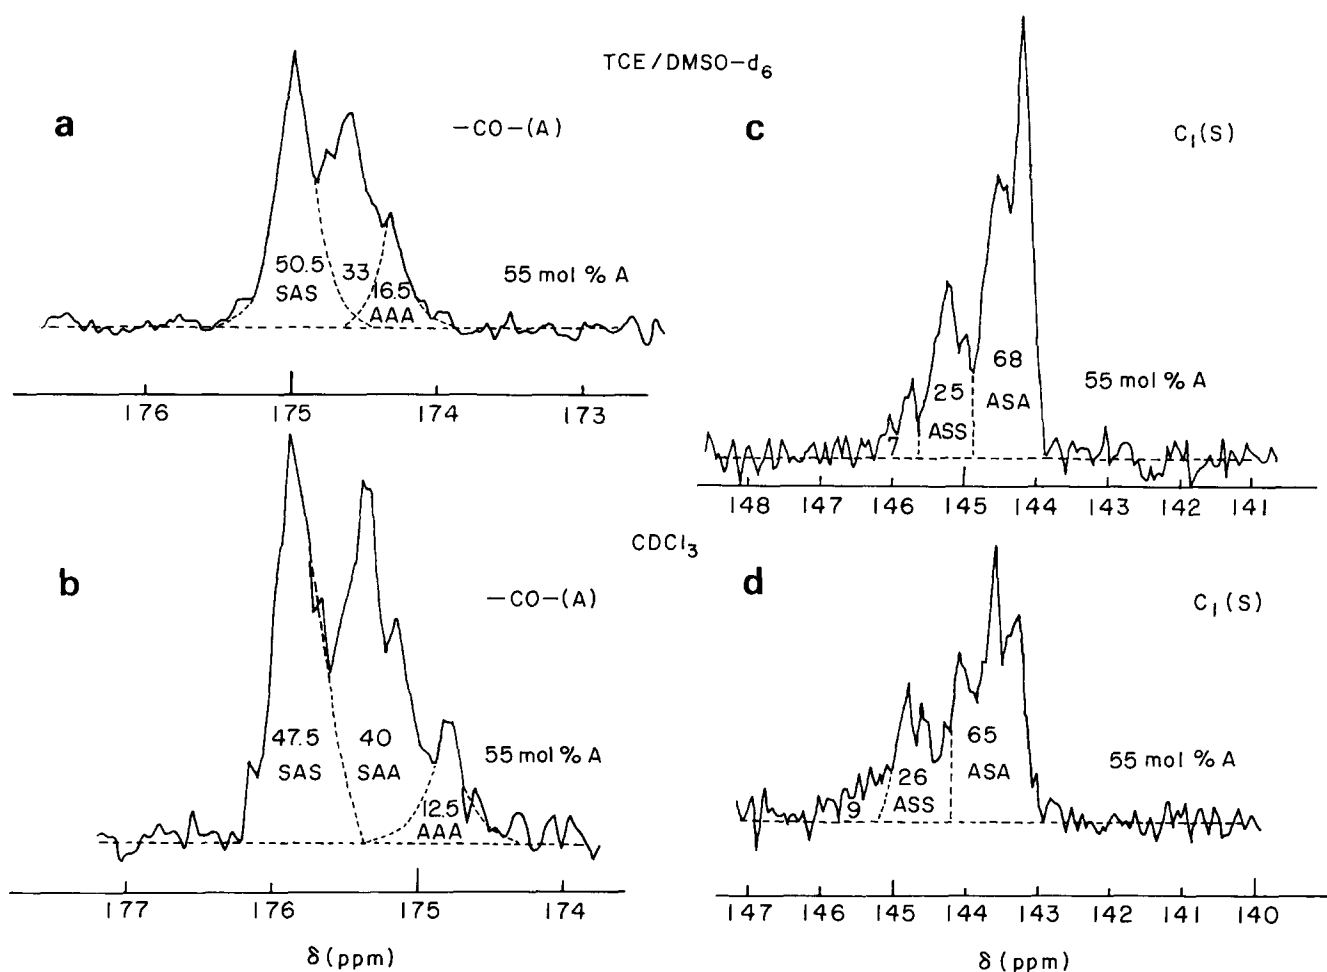 TCE/DMSO-d6
a
-CO-(A)
50.5
SAS
33
16.5
AAA
55 mol % A
176 175 174 173
c
C1(S)
7
25
ASS
68
ASA
55 mol % A
148 147 146 145 144 143 142 141
CDCl3
b
-CO-(A)
47.5
SAS
40
SAA
12.5
AAA
55 mol % A
177 176 175 174
δ (ppm)
d
C1(S)
9
26
ASS
65
ASA
55 mol % A
147 146 145 144 143 142 141 140
δ (ppm)